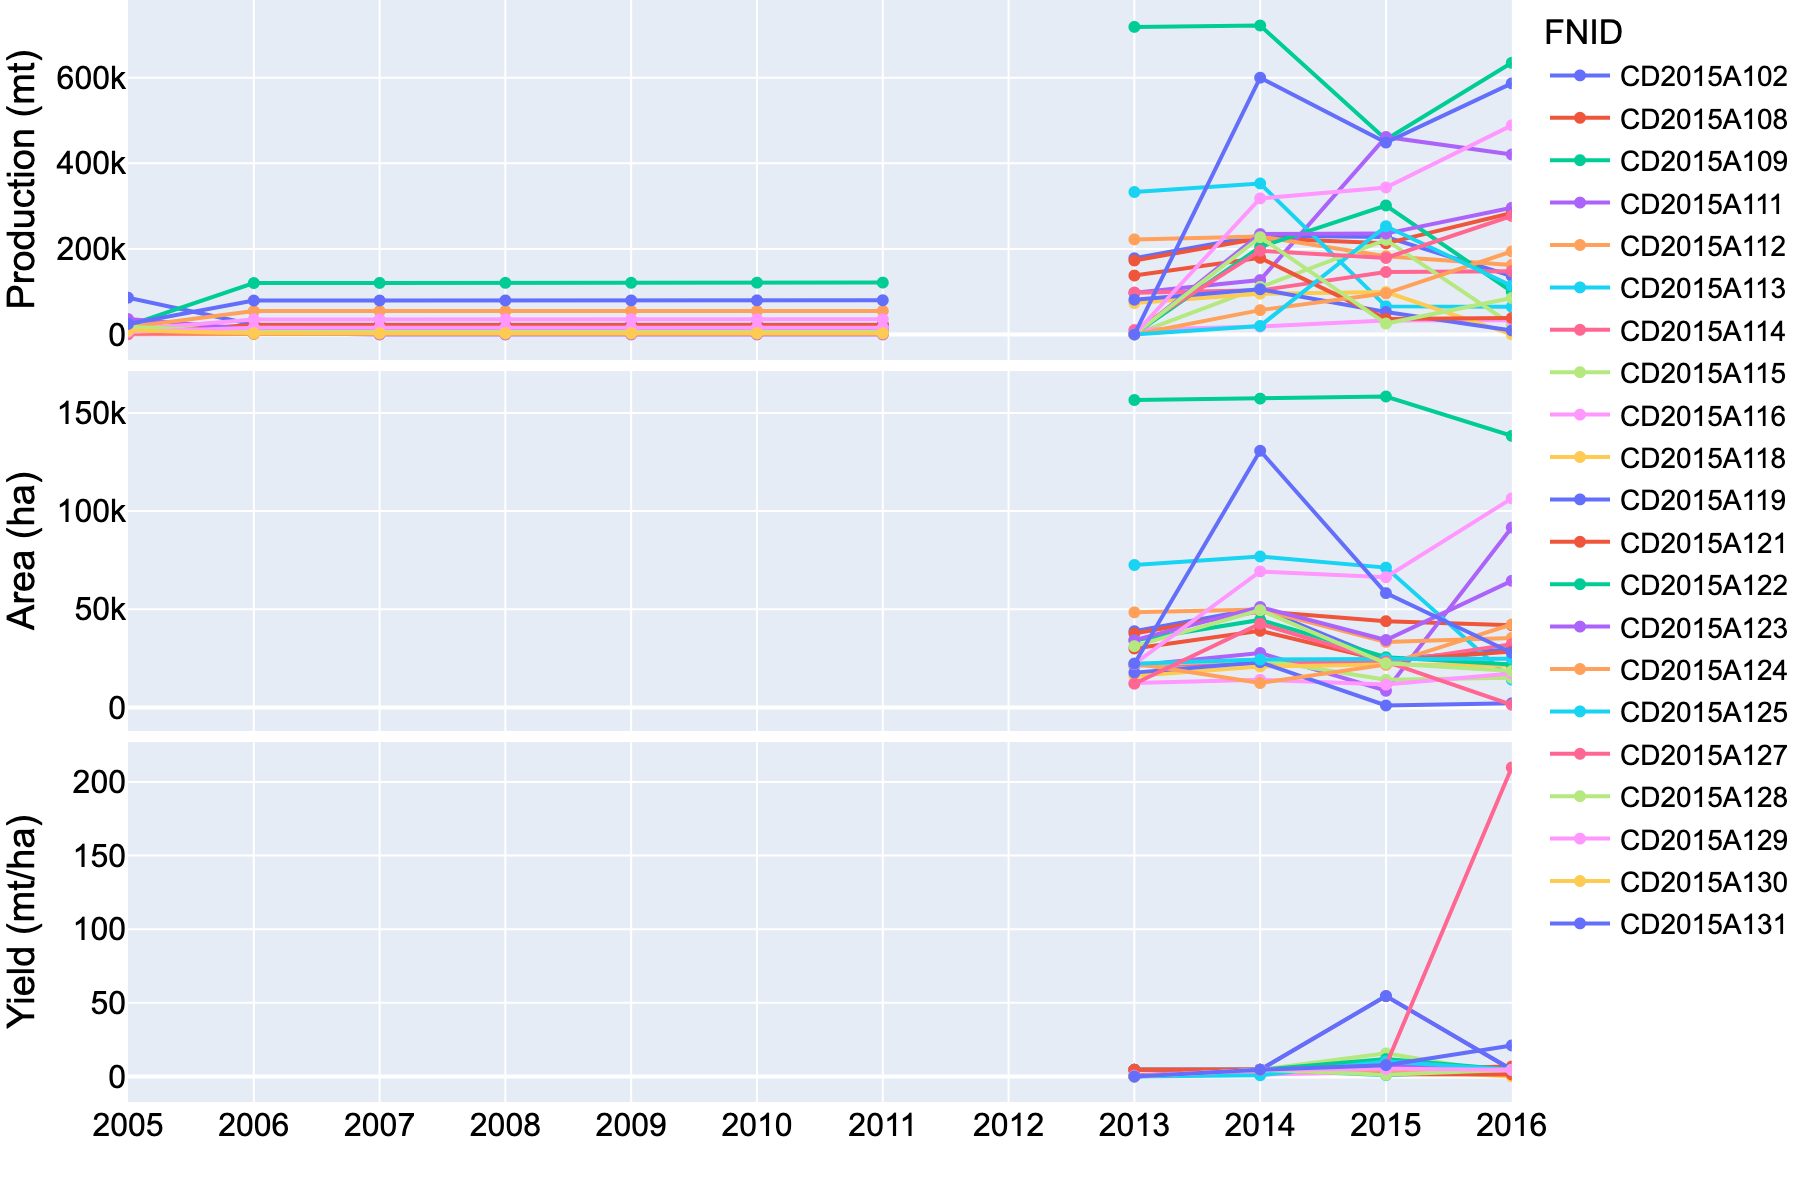 Production (mt)
600k
400k
200k
0
Area (ha)
150k
100k
50k
0
Yield (mt/ha)
200
150
100
50
0
2005 2006 2007 2008 2009 2010 2011 2012 2013 2014 2015 2016
FNID
CD2015A102
CD2015A108
CD2015A109
CD2015A111
CD2015A112
CD2015A113
CD2015A114
CD2015A115
CD2015A116
CD2015A118
CD2015A119
CD2015A121
CD2015A122
CD2015A123
CD2015A124
CD2015A125
CD2015A127
CD2015A128
CD2015A129
CD2015A130
CD2015A131